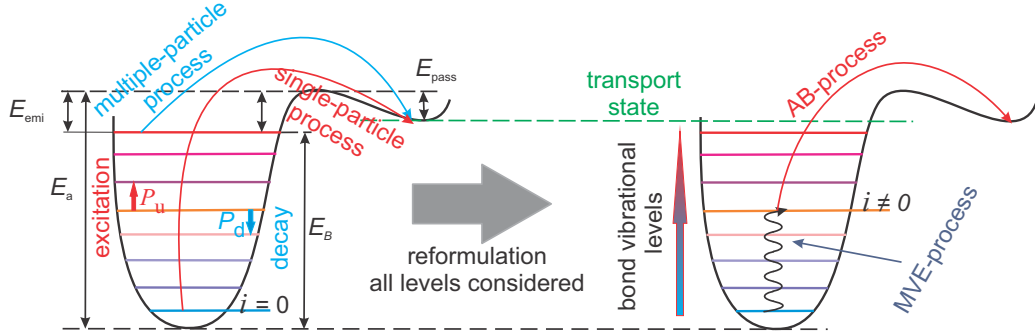 multiple-particle
process
single-particle
process
E_pass
E_emi
E_a
excitation
P_u
P_d
decay
E_B
i = 0
reformulation
all levels considered
transport
state
bond vibrational
levels
AB-process
i ≠ 0
MVE-process